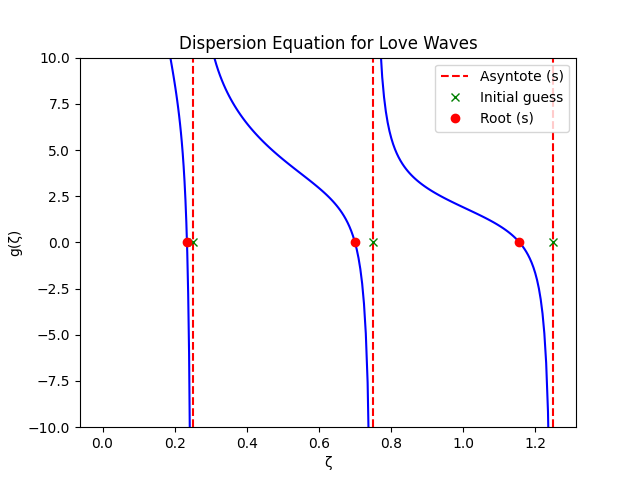 Dispersion Equation for Love Waves
Asyntote (s)
Initial guess
Root (s)
10.0
7.5
5.0
2.5
0.0
−2.5
−5.0
−7.5
−10.0
g(ζ)
0.0 0.2 0.4 0.6 0.8 1.0 1.2
ζ